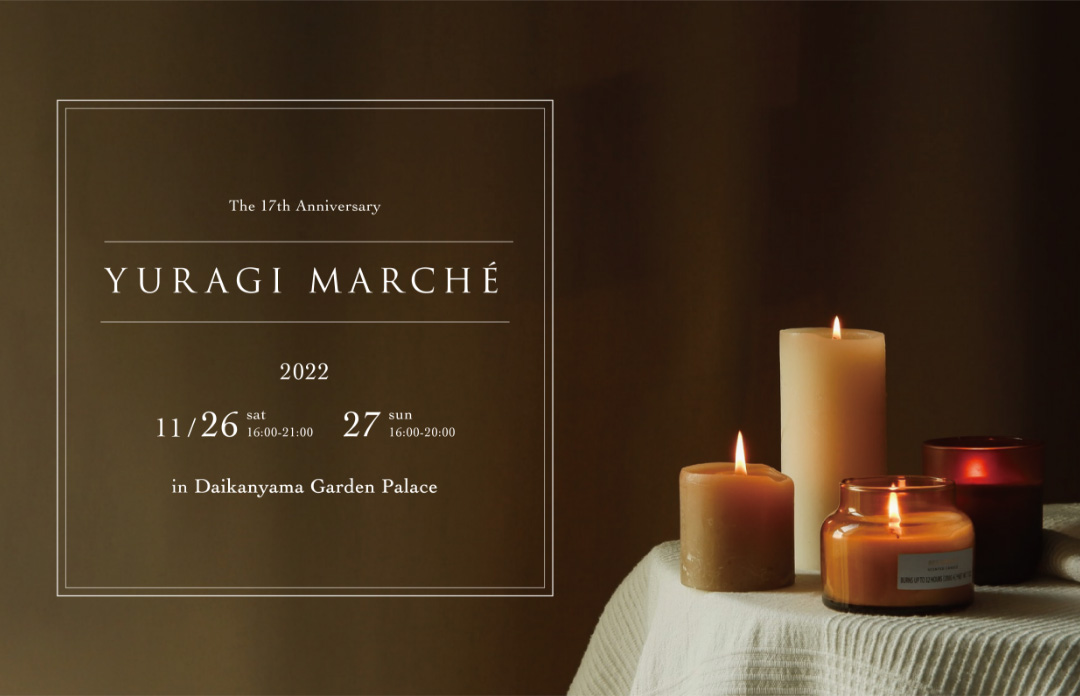 The 17th Anniversary
YURAGI MARCHÉ
2022
11/26 sat 16:00-21:00 27 sun 16:00-20:00
in Daikanyama Garden Palace